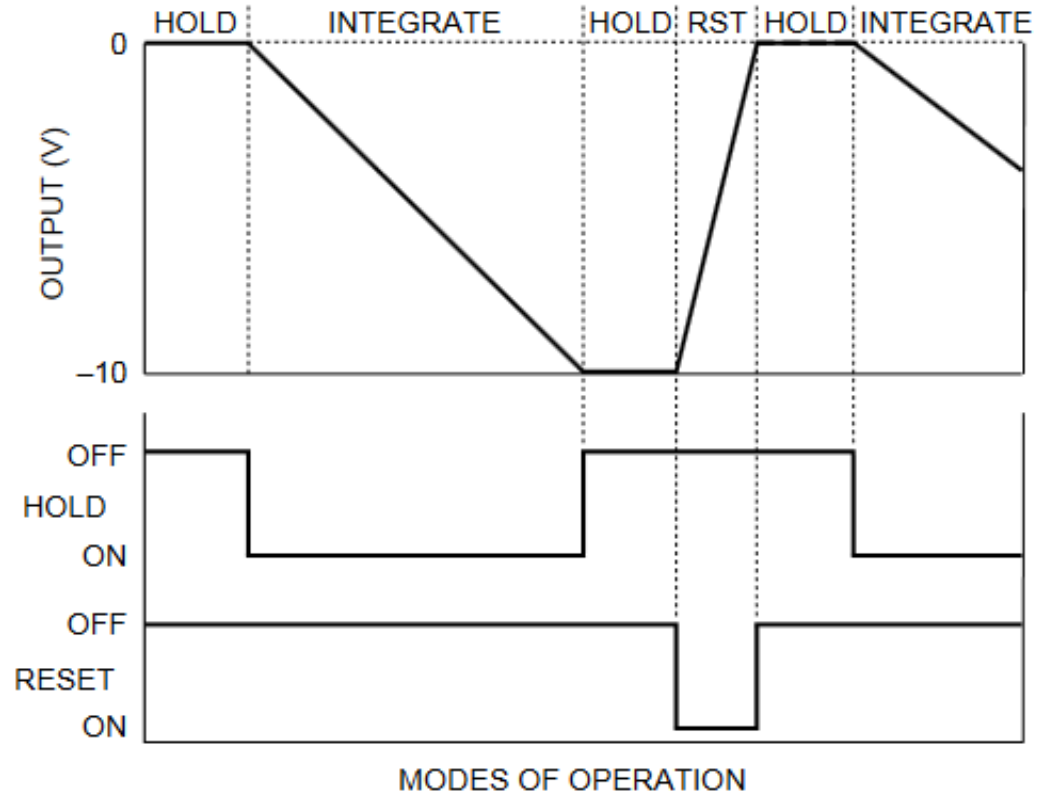 HOLD INTEGRATE HOLD RST HOLD INTEGRATE
0
OUTPUT (V)
–10
OFF
HOLD
ON
OFF
RESET
ON
MODES OF OPERATION